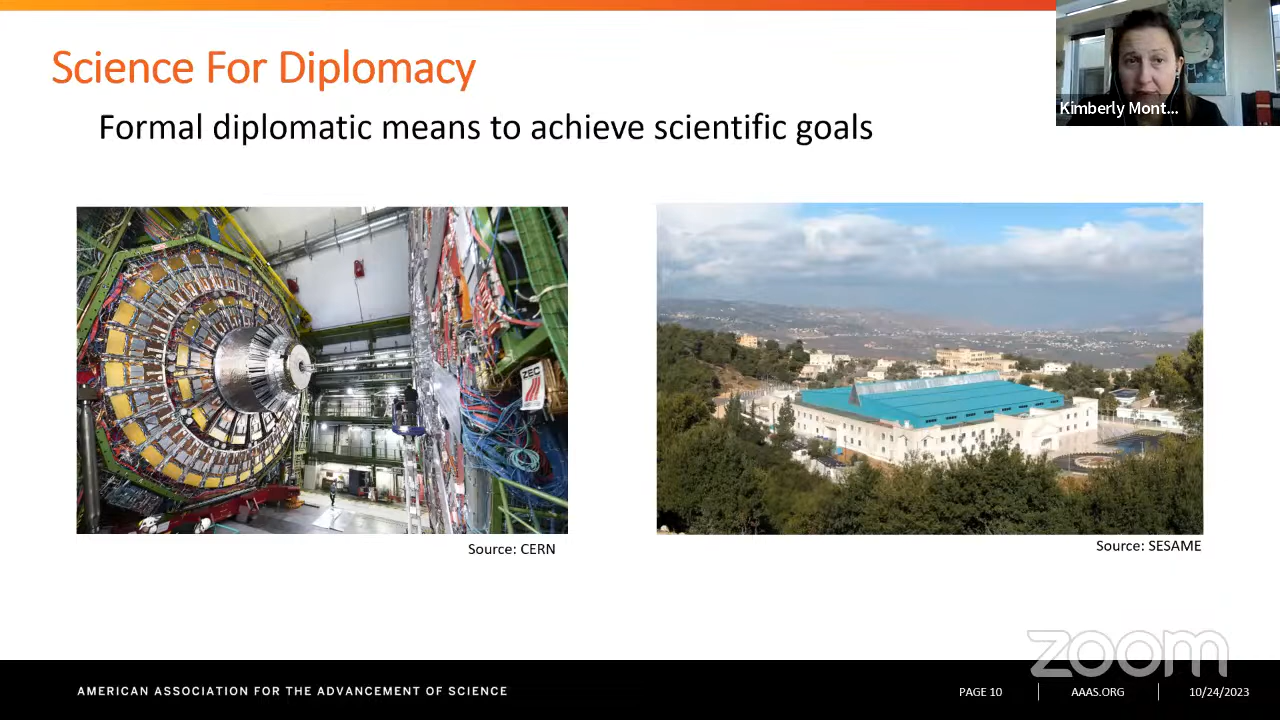 Science For Diplomacy
Kimberly Mont...
Formal diplomatic means to achieve scientific goals
ZEC
Source: CERN
Source: SESAME
zoom
AMERICAN ASSOCIATION FOR THE ADVANCEMENT OF SCIENCE
PAGE 10
AAAS.ORG
10/24/2023